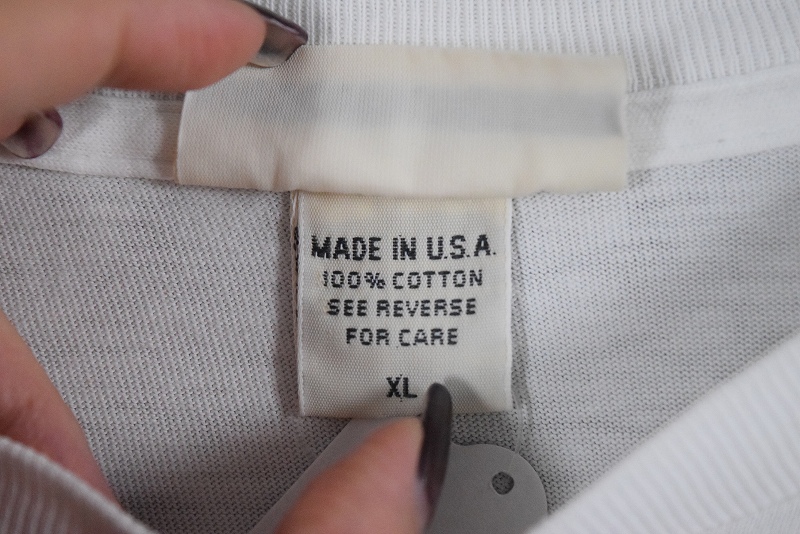 MADE IN U.S.A.
100% COTTON
SEE REVERSE
FOR CARE
XL